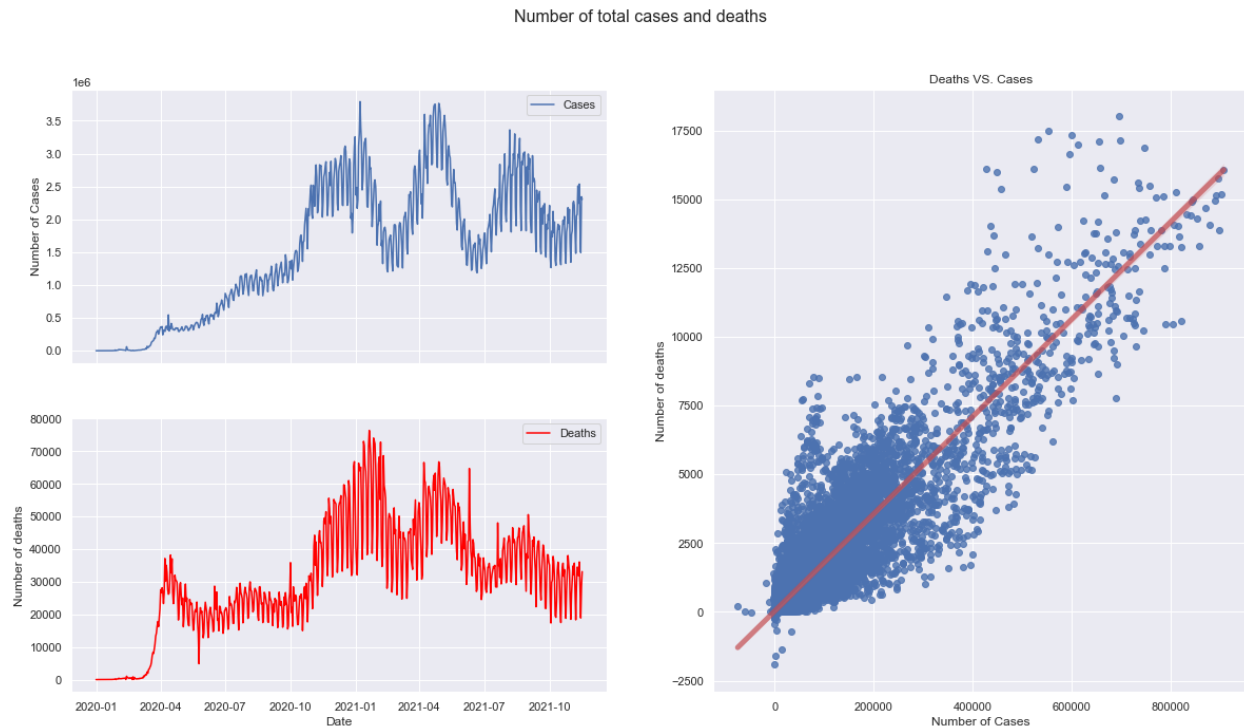 Number of total cases and deaths
1e6
Cases
3.5
3.0
2.5
2.0
1.5
1.0
0.5
0.0
Number of Cases
Deaths
80000
70000
60000
50000
40000
30000
20000
10000
0
Number of deaths
2020-01 2020-04 2020-07 2020-10 2021-01 2021-04 2021-07 2021-10
Date
Deaths VS. Cases
17500
15000
12500
10000
7500
5000
2500
0
−2500
Number of deaths
0 200000 400000 600000 800000
Number of Cases